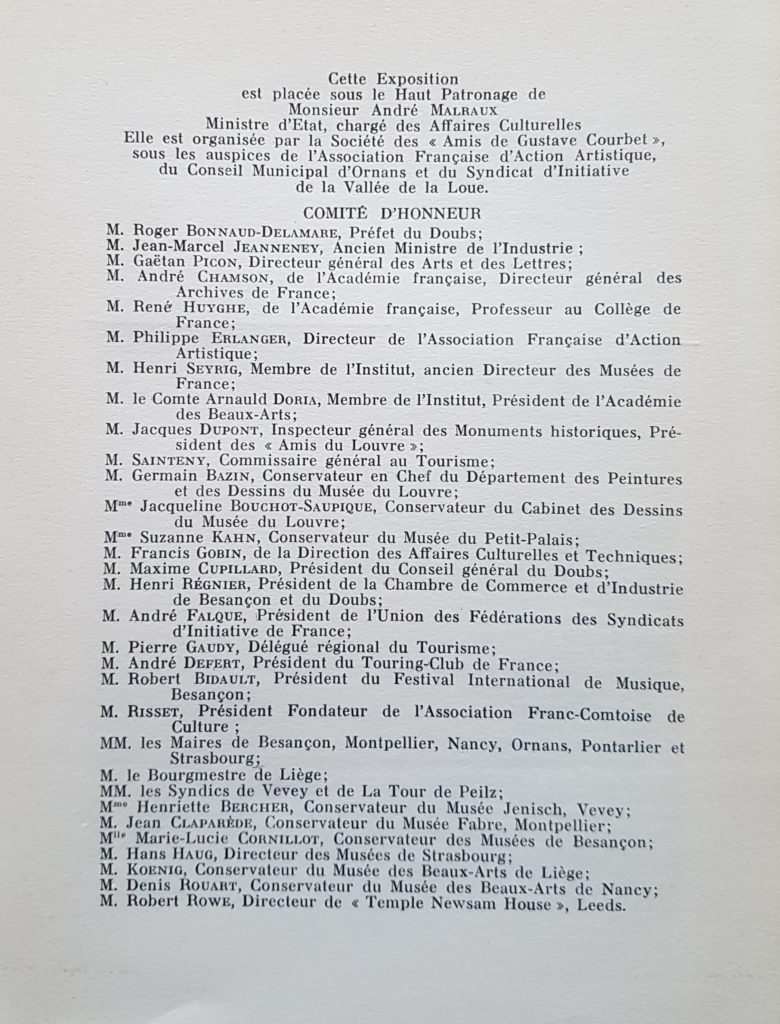 Cette Exposition
est placée sous le Haut Patronage de
Monsieur André MALRAUX
Ministre d'Etat, chargé des Affaires Culturelles
Elle est organisée par la Société des « Amis de Gustave Courbet »,
sous les auspices de l'Association Française d'Action Artistique,
du Conseil Municipal d'Ornans et du Syndicat d'Initiative
de la Vallée de la Loue.
COMITÉ D'HONNEUR
M. Roger BONNAUD-DELAMARE, Préfet du Doubs;
M. Jean-Marcel JEANNENEY, Ancien Ministre de l'Industrie ;
M. Gaëtan PICON, Directeur général des Arts et des Lettres;
M. André CHAMSON, de l'Académie française, Directeur général des
Archives de France;
M. René HUYGHE, de l'Académie française, Professeur au Collège de
France;
M. Philippe ERLANGER, Directeur de l'Association Française d'Action
Artistique;
M. Henri SEYRIG, Membre de l'Institut, ancien Directeur des Musées de
France;
M. le Comte Arnauld DORIA, Membre de l'Institut, Président de l'Académie
des Beaux-Arts;
M. Jacques DUPONT, Inspecteur général des Monuments historiques, Pré-
sident des « Amis du Louvre »;
M. SAINTENY, Commissaire général au Tourisme;
M. Germain BAZIN, Conservateur en Chef du Département des Peintures
et des Dessins du Musée du Louvre;
Mme Jacqueline BOUCHOT-SAUPIQUE, Conservateur du Cabinet des Dessins
du Musée du Louvre;
Mme Suzanne KAHN, Conservateur du Musée du Petit-Palais;
M. Francis GOBIN, de la Direction des Affaires Culturelles et Techniques;
M. Maxime CUPILLARD, Président du Conseil général du Doubs;
M. Henri RÉGNIER, Président de la Chambre de Commerce et d'Industrie
de Besançon et du Doubs;
M. André FALQUE, Président de l'Union des Fédérations des Syndicats
d'Initiative de France;
M. Pierre GAUDY, Délégué régional du Tourisme;
M. André DEFERT, Président du Touring-Club de France;
M. Robert BIDAULT, Président du Festival International de Musique,
Besançon;
M. RISSET, Président Fondateur de l'Association Franc-Comtoise de
Culture ;
MM. les Maires de Besançon, Montpellier, Nancy, Ornans, Pontarlier et
Strasbourg;
M. le Bourgmestre de Liège;
MM. les Syndics de Vevey et de La Tour de Peilz;
Mme Henriette BERCHER, Conservateur du Musée Jenisch, Vevey;
M. Jean CLAPARÈDE, Conservateur du Musée Fabre, Montpellier;
Mlle Marie-Lucie CORNILLOT, Conservateur des Musées de Besançon;
M. Hans HAUG, Directeur des Musées de Strasbourg;
M. KOENIG, Conservateur du Musée des Beaux-Arts de Liège;
M. Denis ROUART, Conservateur du Musée des Beaux-Arts de Nancy;
M. Robert ROWE, Directeur de « Temple Newsam House », Leeds.